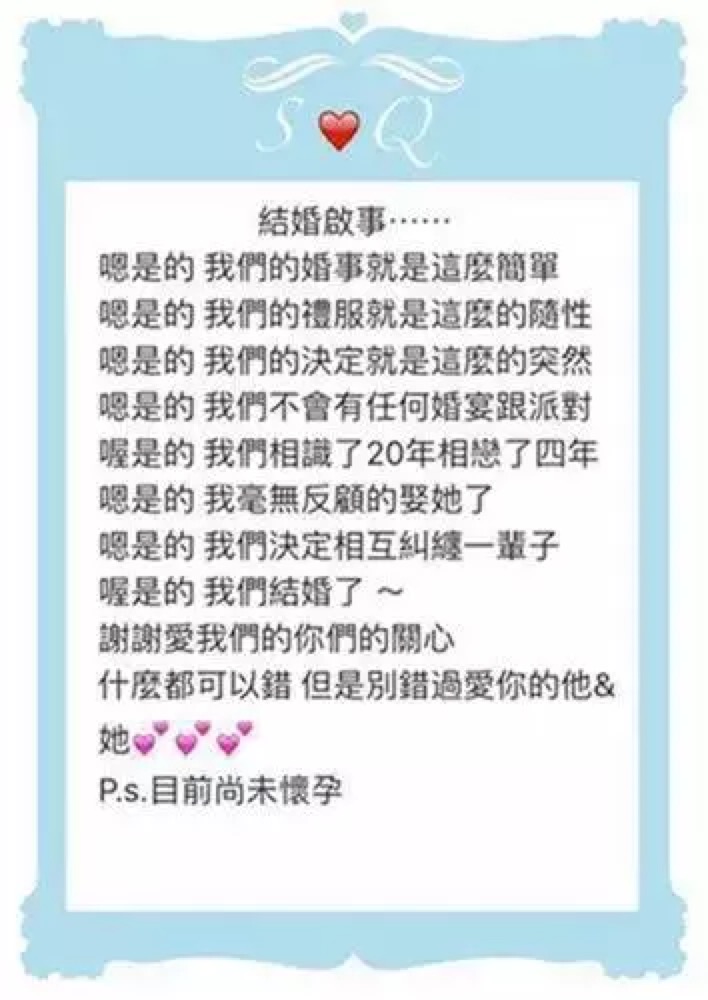 S❤️Q
結婚啟事⋯⋯
嗯是的 我們的婚事就是這麼簡單
嗯是的 我們的禮服就是這麼的隨性
嗯是的 我們的決定就是這麼的突然
嗯是的 我們不會有任何婚宴跟派對
喔是的 我們相識了20年相戀了四年
嗯是的 我毫無反顧的娶她了
嗯是的 我們決定相互糾纏一輩子
喔是的 我們結婚了 ～
謝謝愛我們的你們的關心
什麼都可以錯 但是別錯過愛你的他&
她💕💕💕
P.s.目前尚未懷孕